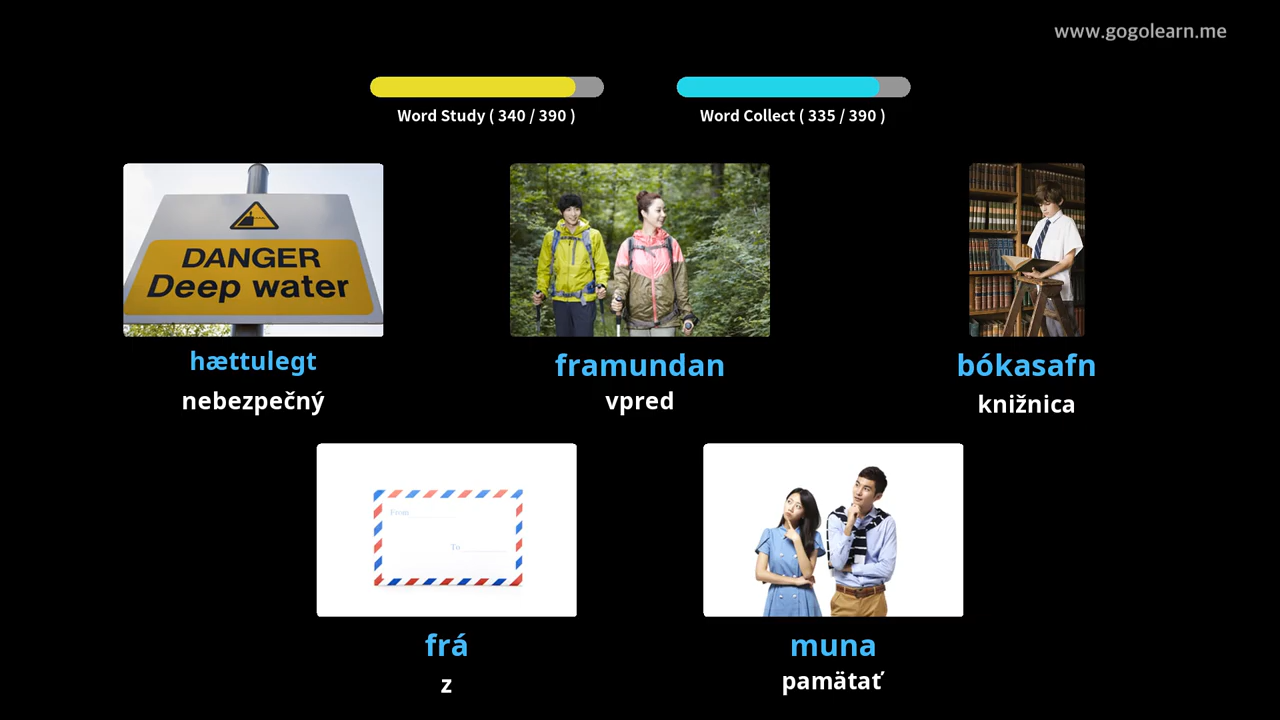 www.gogolearn.me
Word Study ( 340 / 390 )
Word Collect ( 335 / 390 )
DANGER
Deep water
hættulegt
framundan
bókasafn
nebezpečný
vpred
knižnica
From
To
frá
muna
z
pamätať